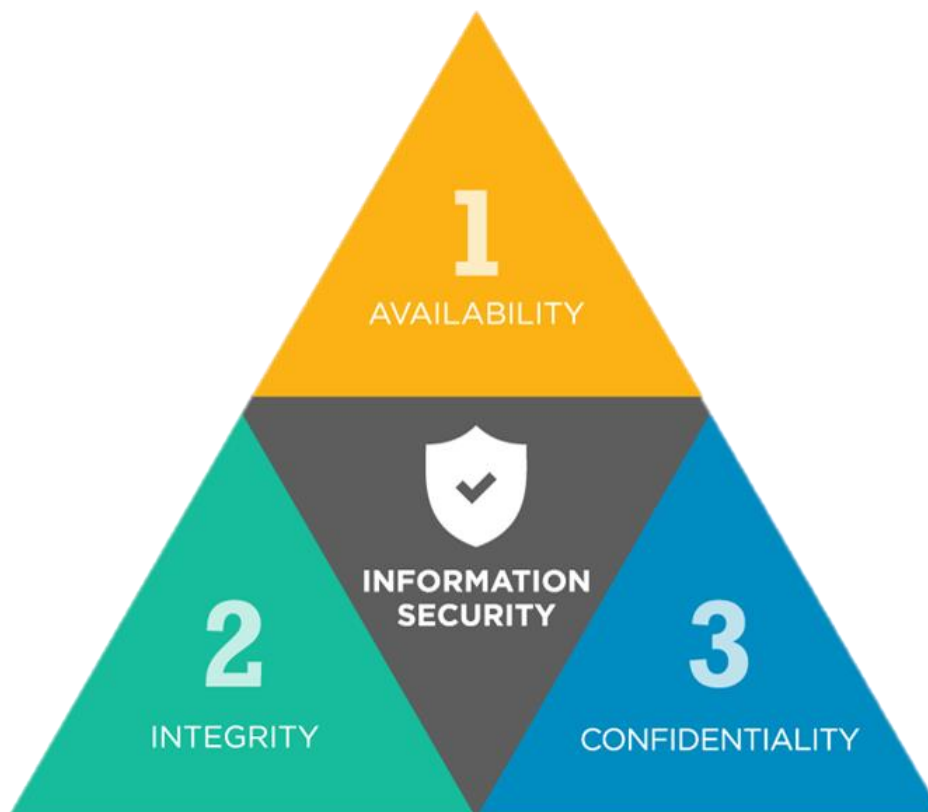 1
AVAILABILITY
INFORMATION
SECURITY
2
INTEGRITY
3
CONFIDENTIALITY